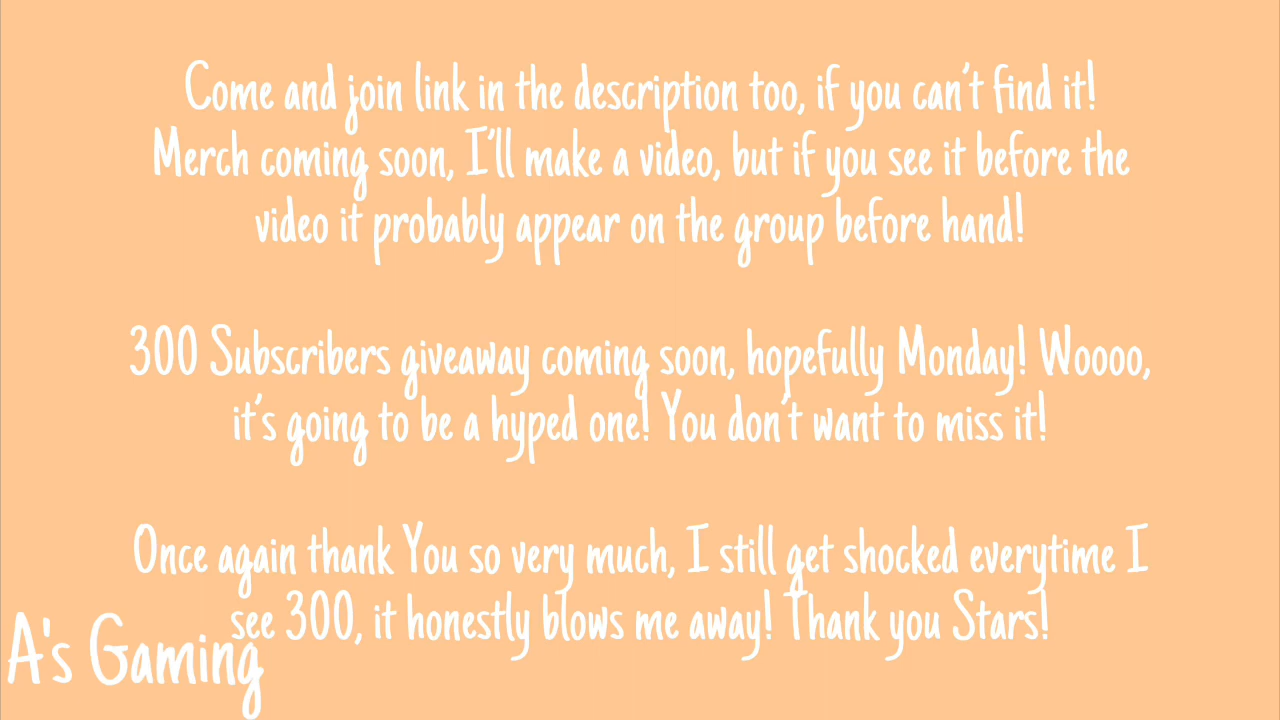 Come and join link in the description too, if you can't find it!
Merch coming soon, I'll make a video, but if you see it before the
video it probably appear on the group before hand!
300 Subscribers giveaway coming soon, hopefully Monday! Woooo,
it's going to be a hyped one! You don't want to miss it!
Once again thank You so very much, I still get shocked everytime I
see 300, it honestly blows me away! Thank you Stars!
A's Gaming